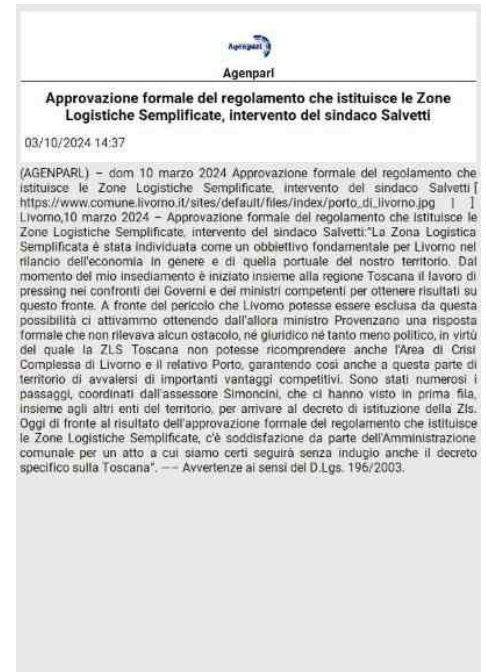 Agenparl
Agenparl
Approvazione formale del regolamento che istituisce le Zone
Logistiche Semplificate, intervento del sindaco Salvetti
03/10/2024 14:37
(AGENPARL) – dom 10 marzo 2024 Approvazione formale del regolamento che
istituisce le Zone Logistiche Semplificate, intervento del sindaco Salvetti [
https://www.comune.livorno.it/sites/default/files/index/porto_di_livorno.jpg | ]
Livorno,10 marzo 2024 – Approvazione formale del regolamento che istituisce le
Zone Logistiche Semplificate, intervento del sindaco Salvetti:"La Zona Logistica
Semplificata è stata individuata come un obbiettivo fondamentale per Livorno nel
rilancio dell'economia in genere e di quella portuale del nostro territorio. Dal
momento del mio insediamento è iniziato insieme alla regione Toscana il lavoro di
pressing nei confronti dei Governi e dei ministri competenti per ottenere risultati su
questo fronte. A fronte del pericolo che Livorno potesse essere esclusa da questa
possibilità ci attivammo ottenendo dall'allora ministro Provenzano una risposta
formale che non rilevava alcun ostacolo, né giuridico né tanto meno politico, in virtù
del quale la ZLS Toscana non potesse ricomprendere anche l'Area di Crisi
Complessa di Livorno e il relativo Porto, garantendo così anche a questa parte di
territorio di avvalersi di importanti vantaggi competitivi. Sono stati numerosi i
passaggi, coordinati dall'assessore Simoncini, che ci hanno visto in prima fila,
insieme agli altri enti del territorio, per arrivare al decreto di istituzione della Zls.
Oggi di fronte al risultato dell'approvazione formale del regolamento che istituisce
le Zone Logistiche Semplificate, c'è soddisfazione da parte dell'Amministrazione
comunale per un atto a cui siamo certi seguirà senza indugio anche il decreto
specifico sulla Toscana". –– Avvertenze ai sensi del D.Lgs. 196/2003.